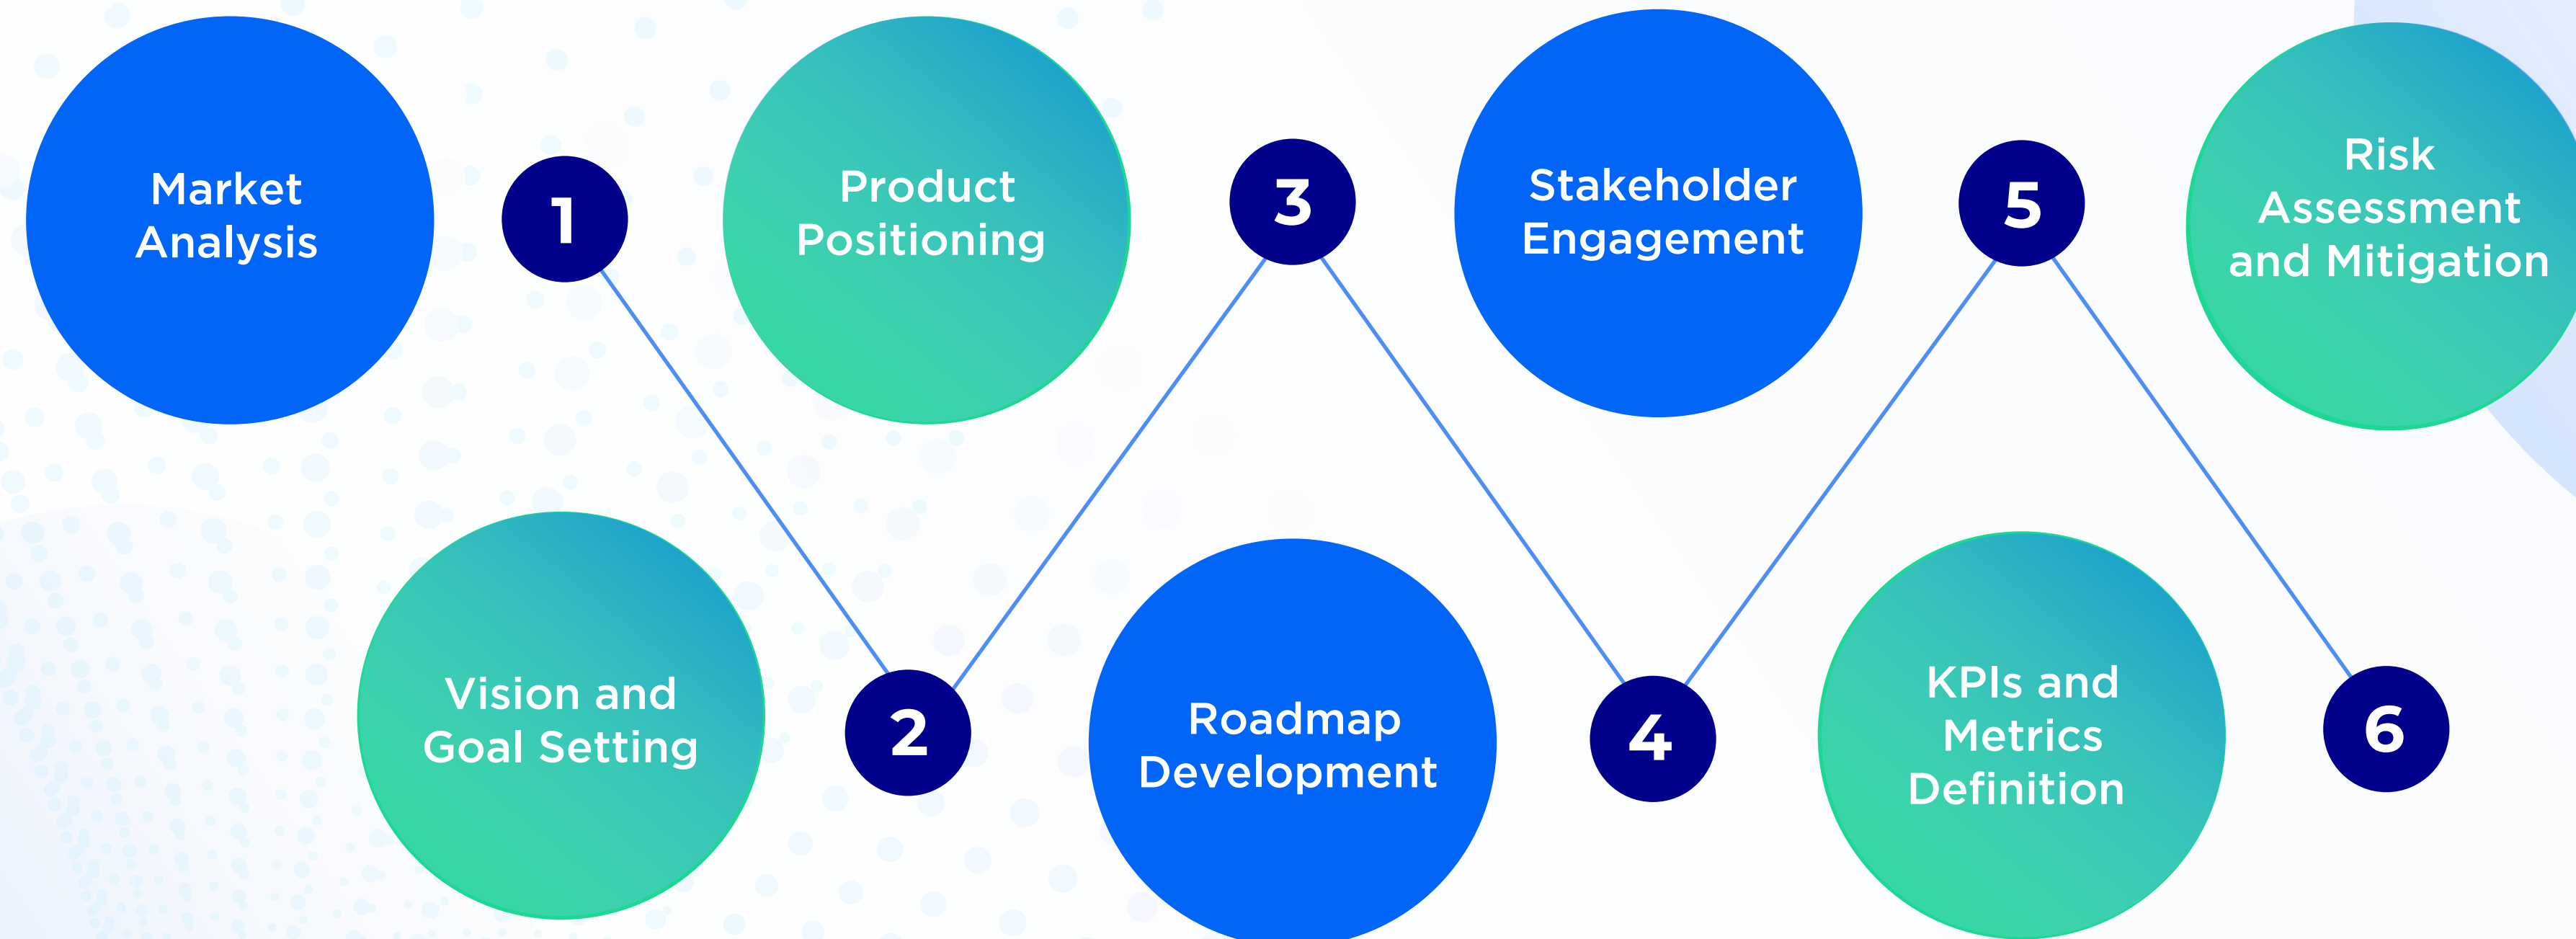 Market
Analysis
1
Product
Positioning
3
Stakeholder
Engagement
5
Risk
Assessment
and Mitigation
Vision and
Goal Setting
2
Roadmap
Development
4
KPIs and
Metrics
Definition
6